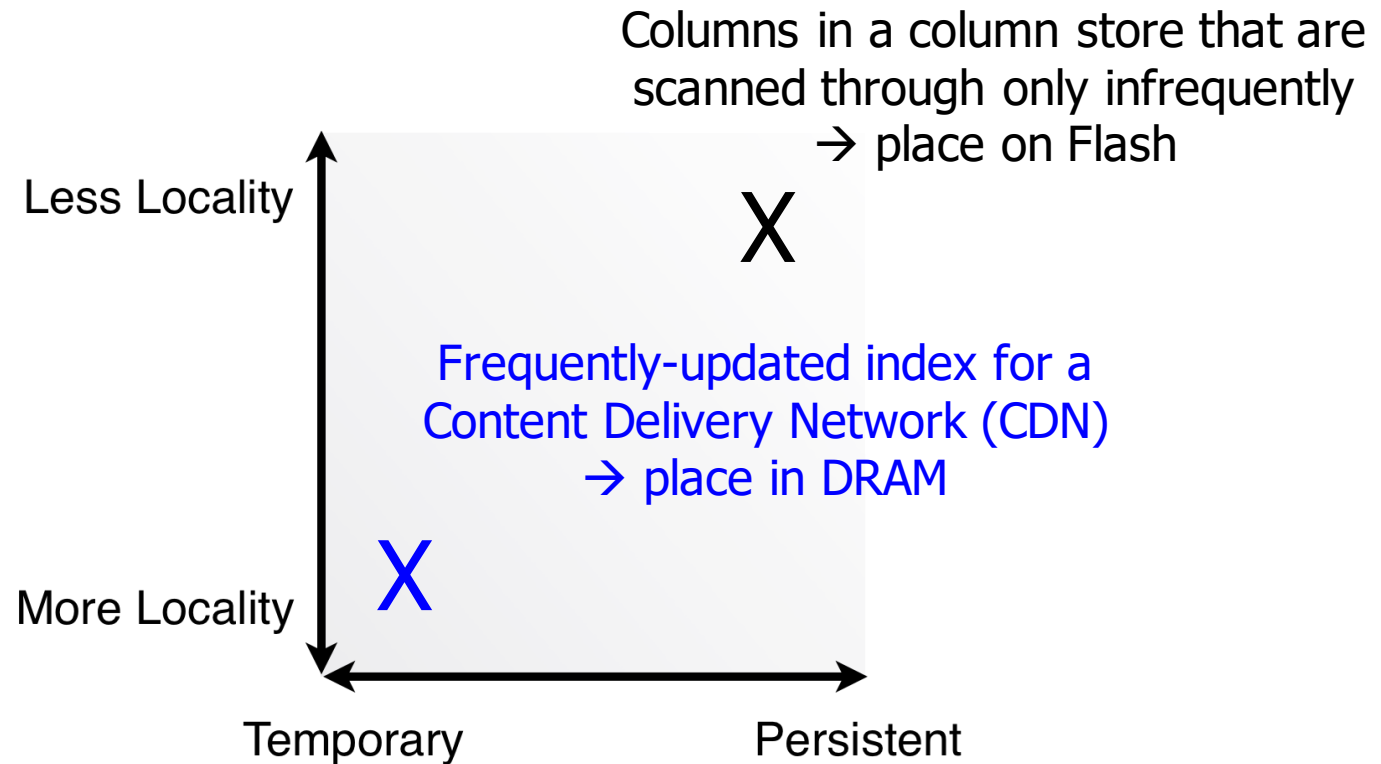 Columns in a column store that are
scanned through only infrequently
→ place on Flash
Less Locality
X
Frequently-updated index for a
Content Delivery Network (CDN)
→ place in DRAM
X
More Locality
Temporary
Persistent